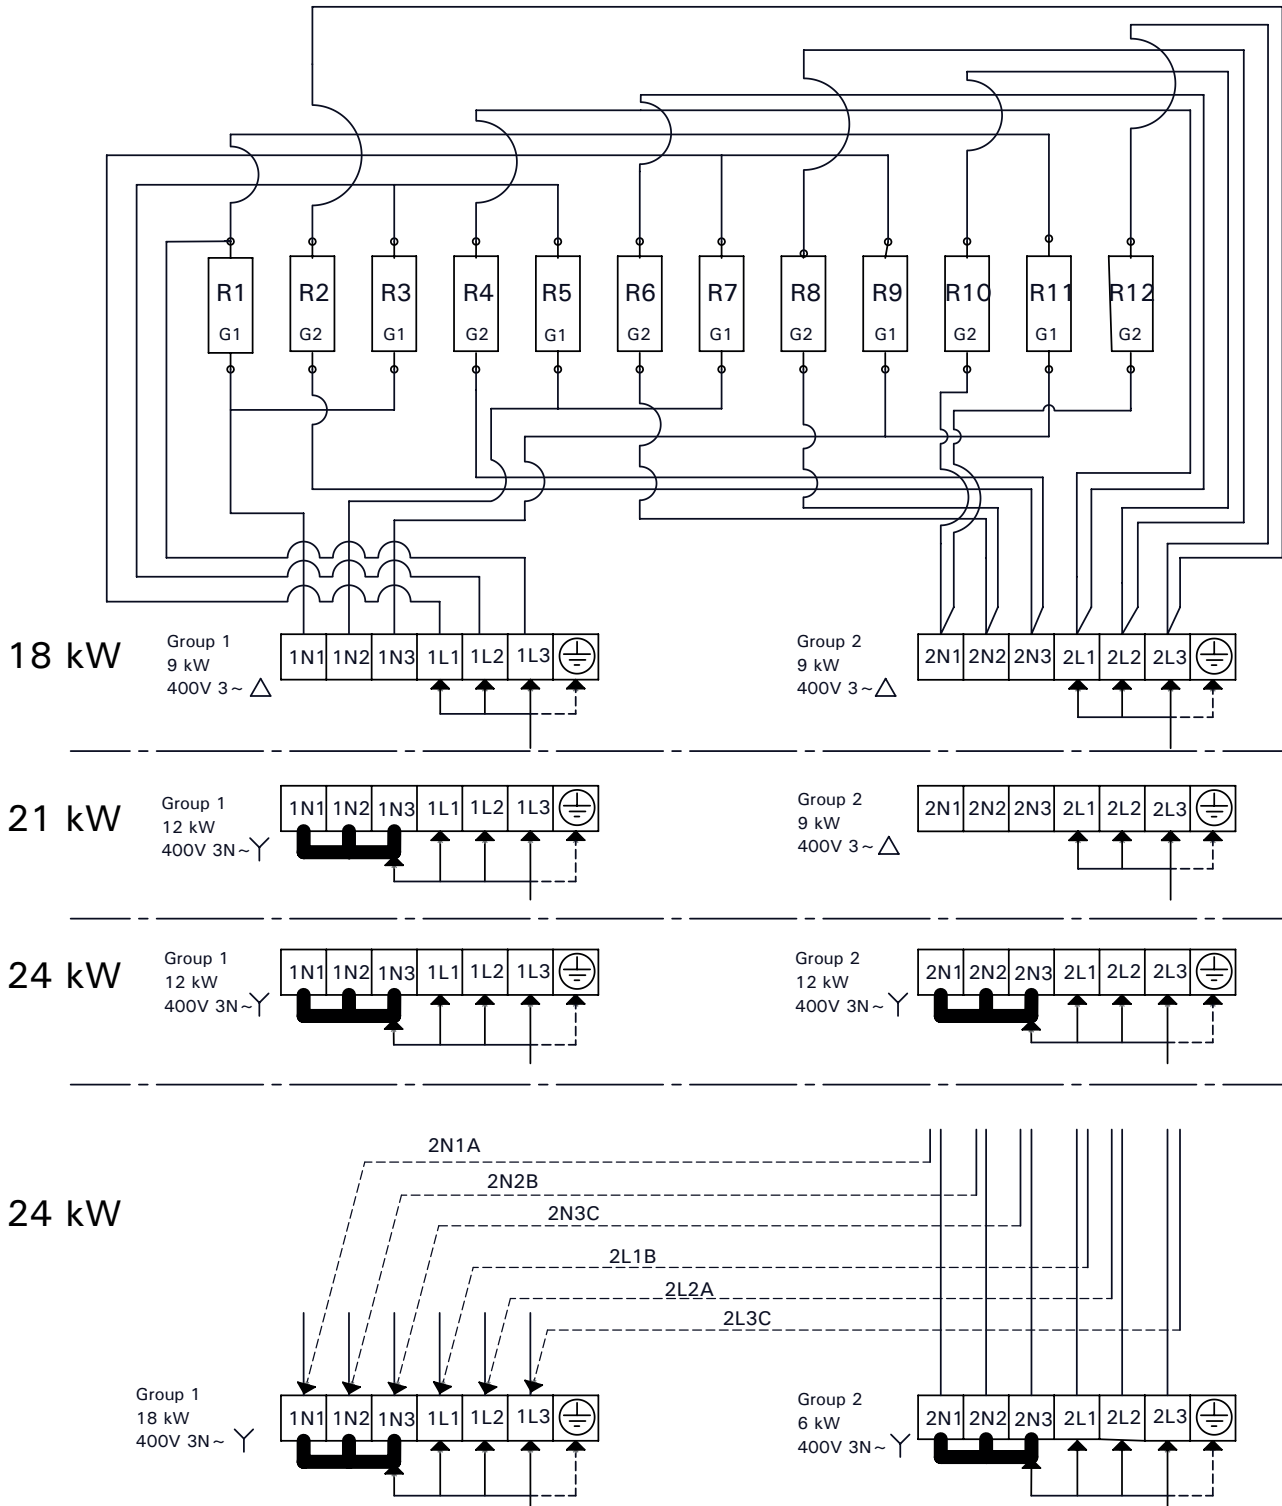 R1 R2 R3 R4 R5 R6 R7 R8 R9 R10 R11 R12
G1 G2 G1 G2 G1 G2 G1 G2 G1 G2 G1 G2
18 kW
Group 1
9 kW
400V 3~ △
1N1 1N2 1N3 1L1 1L2 1L3
Group 2
9 kW
400V 3~ △
2N1 2N2 2N3 2L1 2L2 2L3
21 kW
Group 1
12 kW
400V 3N~
1N1 1N2 1N3 1L1 1L2 1L3
Group 2
9 kW
400V 3~ △
2N1 2N2 2N3 2L1 2L2 2L3
24 kW
Group 1
12 kW
400V 3N~
1N1 1N2 1N3 1L1 1L2 1L3
Group 2
12 kW
400V 3N~
2N1 2N2 2N3 2L1 2L2 2L3
24 kW
2N1A
2N2B
2N3C
2L1B
2L2A
2L3C
Group 1
18 kW
400V 3N~
1N1 1N2 1N3 1L1 1L2 1L3
Group 2
6 kW
400V 3N~
2N1 2N2 2N3 2L1 2L2 2L3